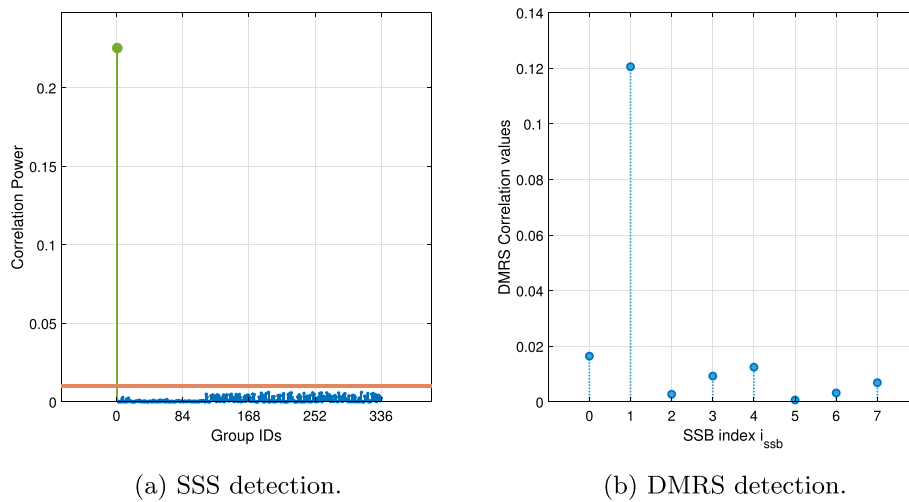 0.2
0.15
0.1
0.05
0
Correlation Power
0 84 168 252 336
Group IDs
(a) SSS detection.
0.14
0.12
0.1
0.08
0.06
0.04
0.02
0
DMRS Correlation values
0 1 2 3 4 5 6 7
SSB index i_ssb
(b) DMRS detection.